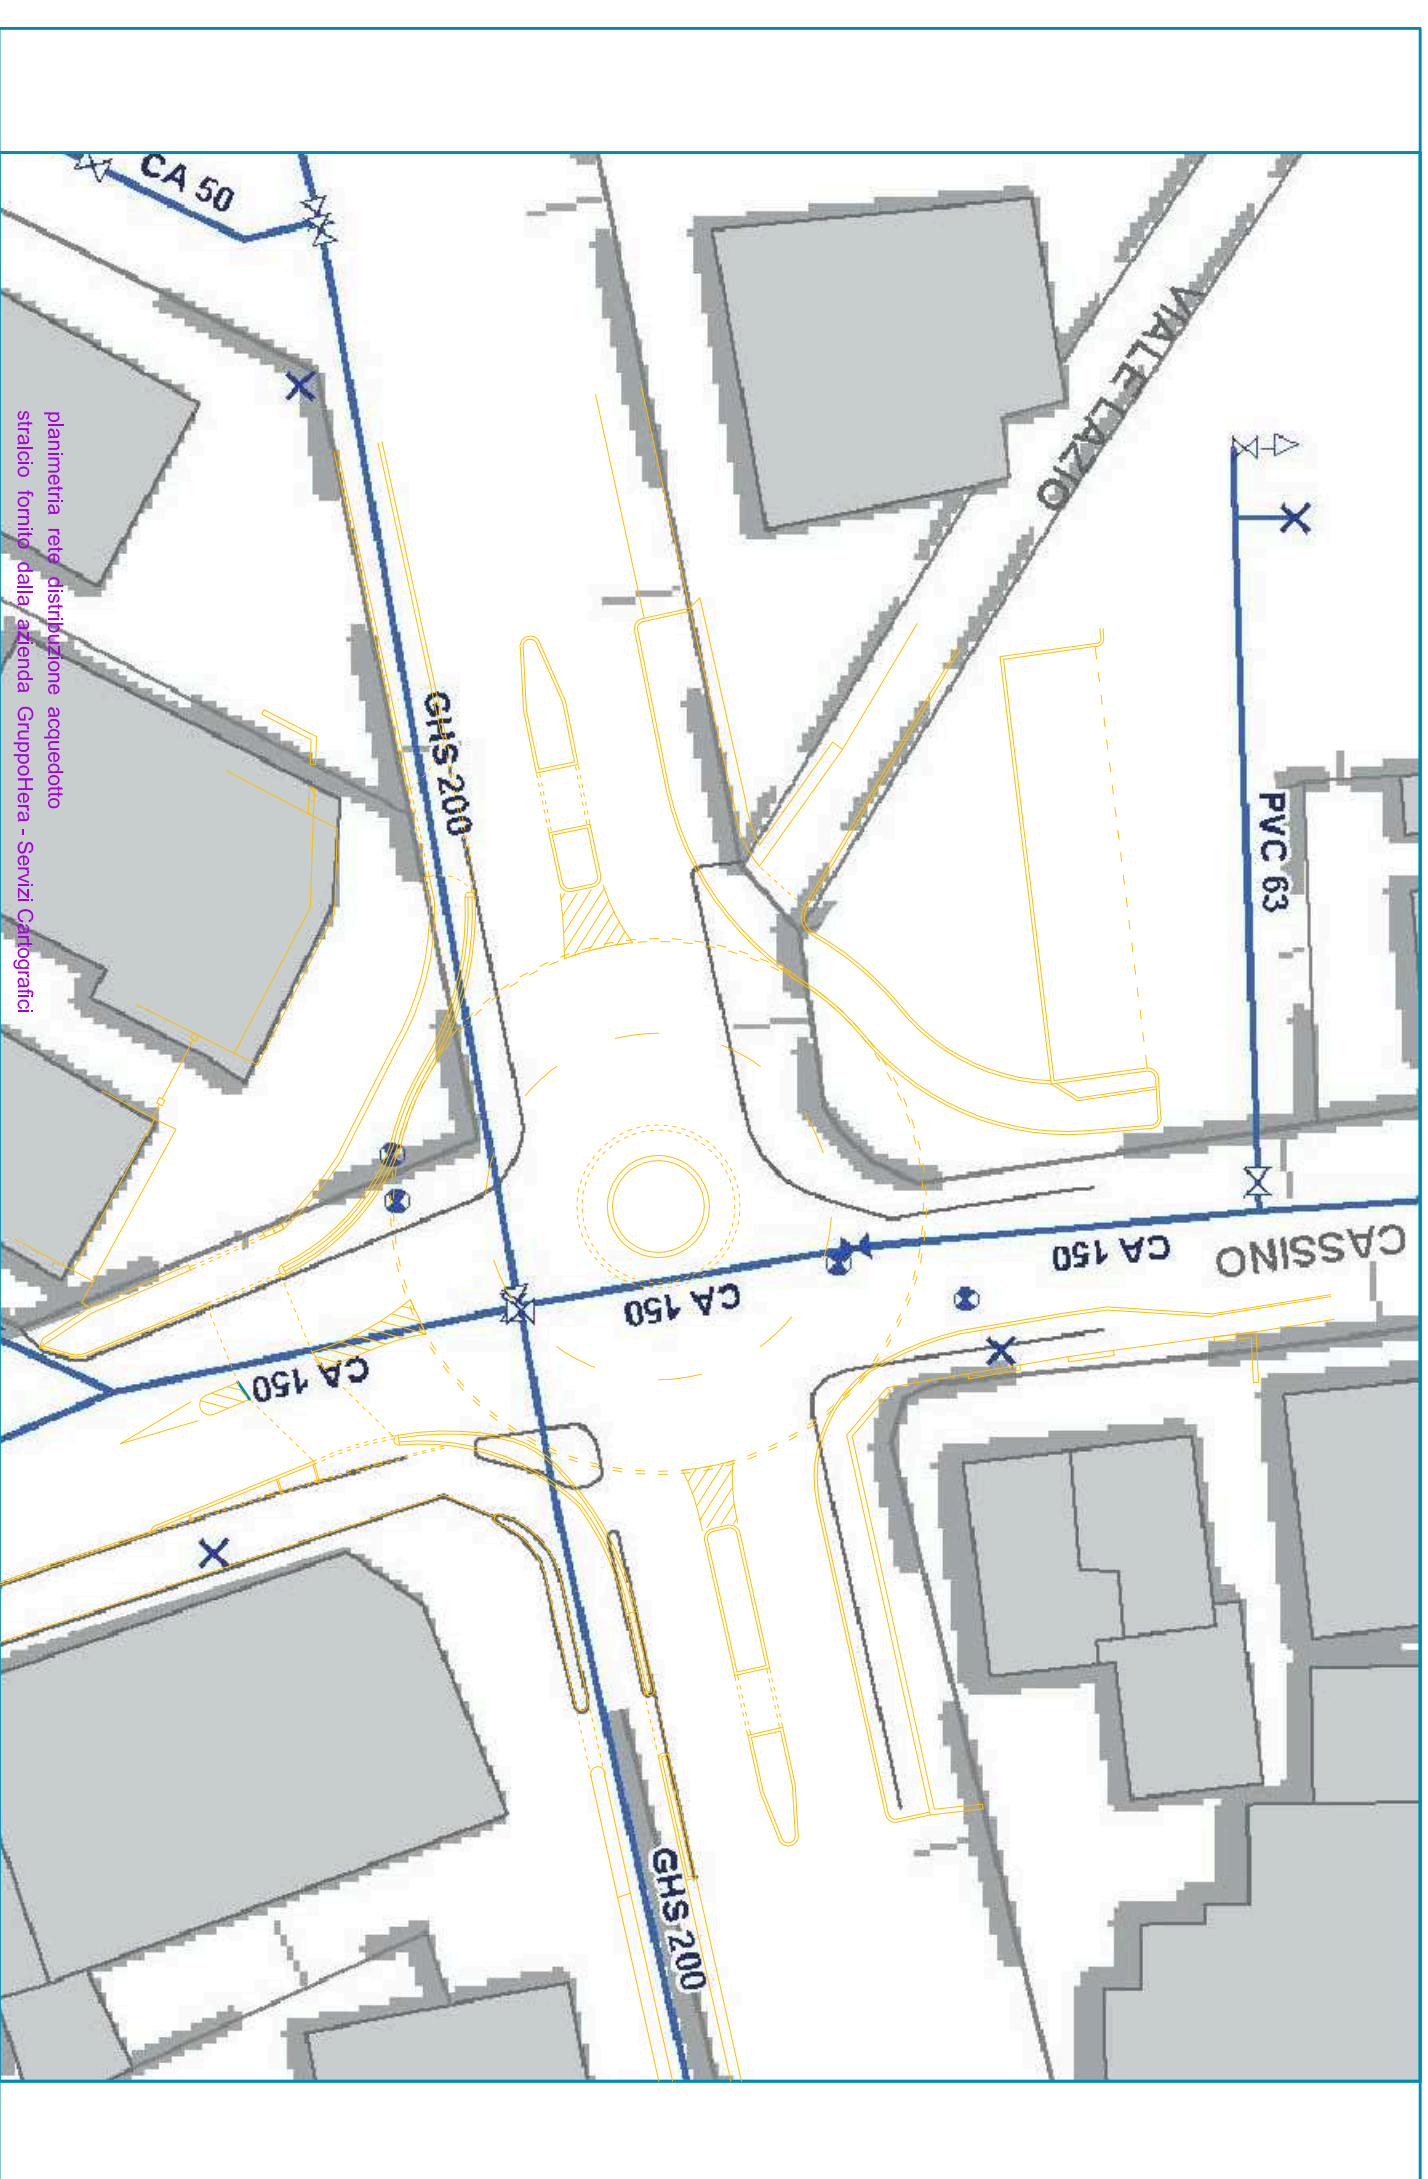 CA 50
VIALE LAZIO
planimetria rete distribuzione acquedotto
stralcio fornito dalla azienda GruppoHera - Servizi Cartografici
GHS 200
PVC 63
CASSINO
CA 150
CA 150
CA 150
GHS 200